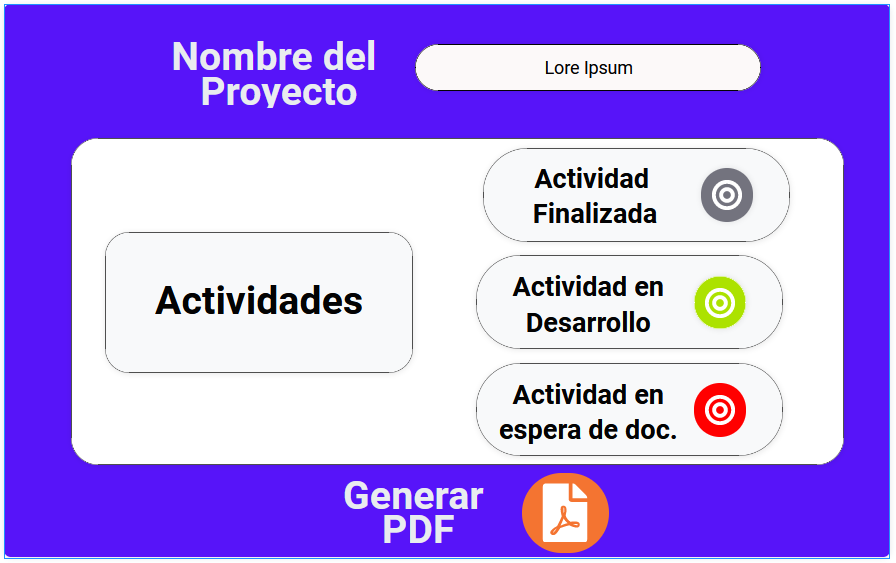 Nombre del
Proyecto
Lore Ipsum
Actividades
Actividad
Finalizada
Actividad en
Desarrollo
Actividad en
espera de doc.
Generar
PDF